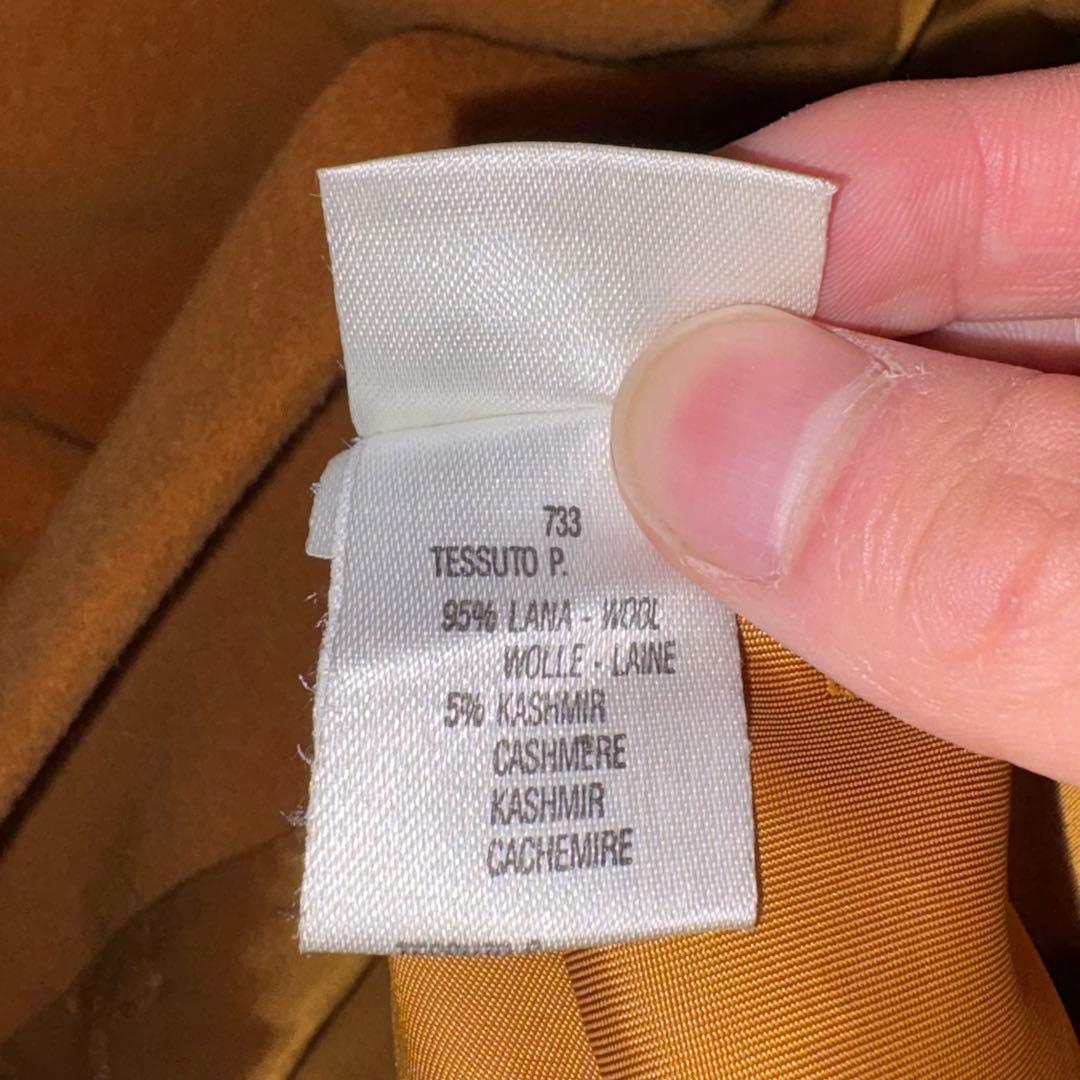 733
TESSUTO P.
95% LANA - WOOL
WOLLE - LAINE
5% KASHMIR
CASHMERE
KASHMIR
CACHEMIRE